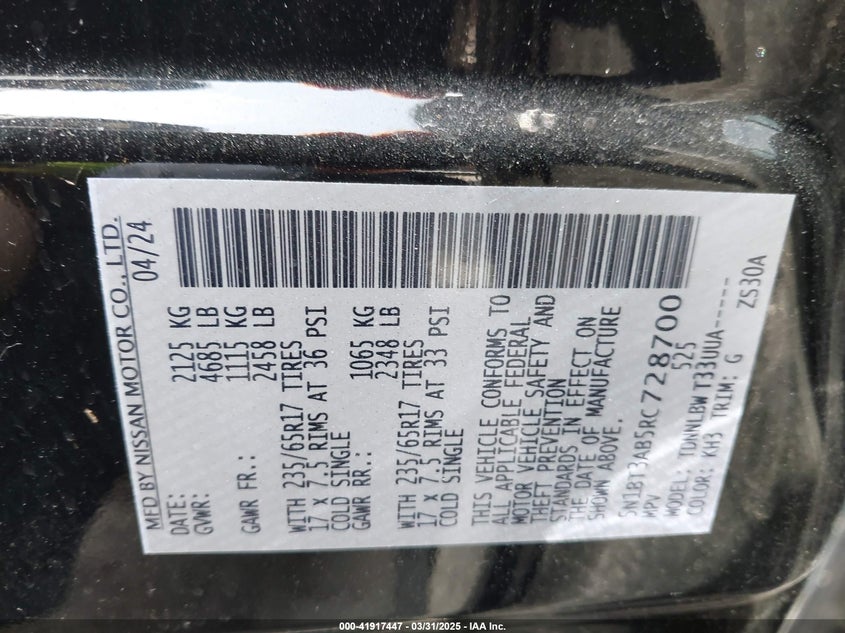 MFD BY NISSAN MOTOR CO., LTD.
DATE: 04/24
GVWR: 2125 KG
4685 LB
GAWR FR.: 1115 KG
2458 LB
WITH 235/65R17 TIRES
17 X 7.5 RIMS AT 36 PSI
COLD SINGLE
GAWR RR.: 1065 KG
2348 LB
WITH 235/65R17 TIRES
17 X 7.5 RIMS AT 33 PSI
COLD SINGLE
THIS VEHICLE CONFORMS TO
ALL APPLICABLE FEDERAL
MOTOR VEHICLE SAFETY AND
THEFT PREVENTION
STANDARDS IN EFFECT ON
THE DATE OF MANUFACTURE
SHOWN ABOVE.
5N1BT3AB5RC728700
MPV 525
MODEL: TDNNLBW T33UUA-----
COLOR: KH3 TRIM: G ZS30A
000-41917447 - 03/31/2025 - IAA Inc.